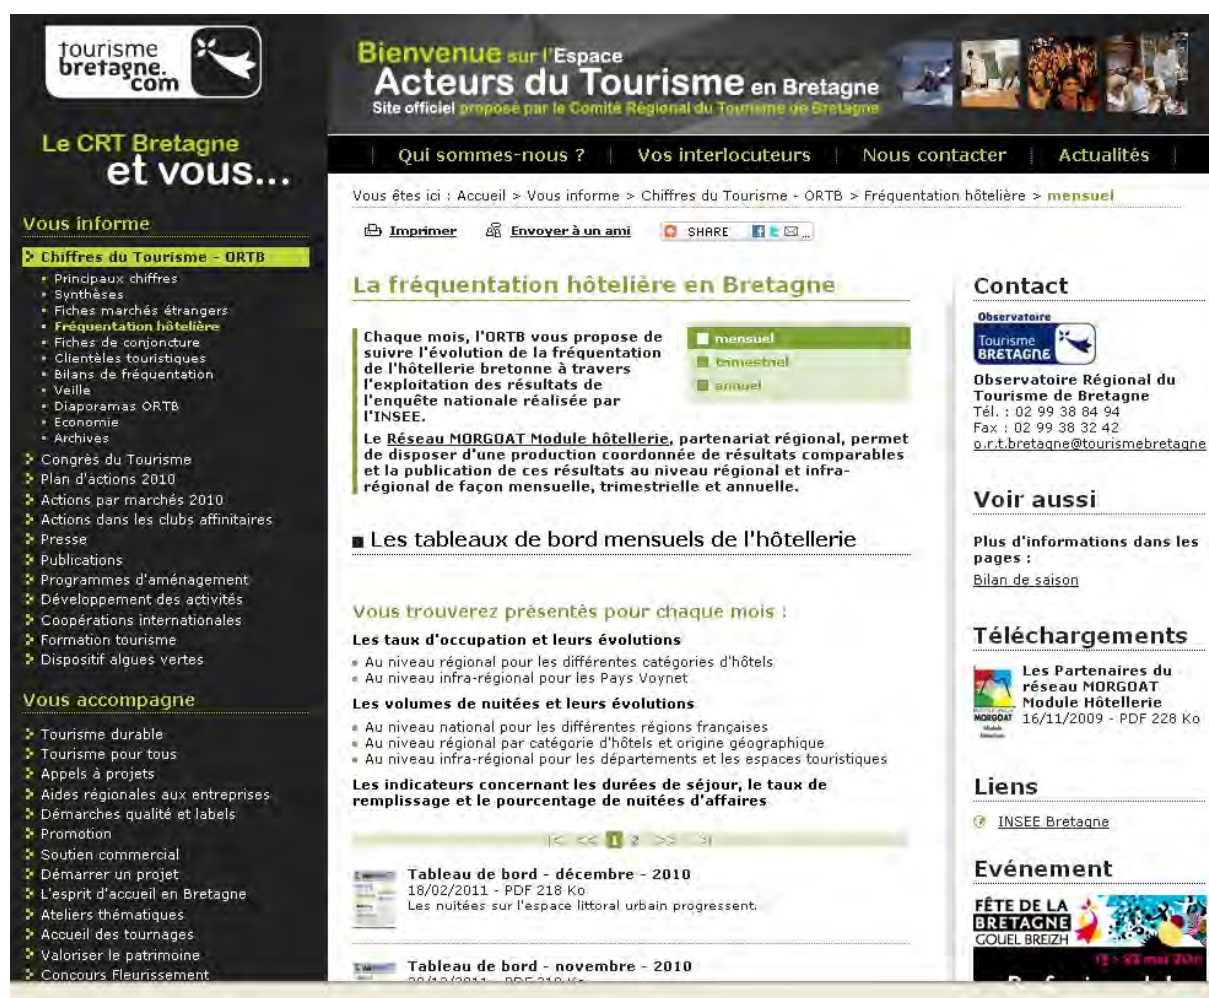 tourisme
bretagne.
com
Le CRT Bretagne
et vous...
Vous informe
Chiffres du Tourisme - ORTB
Principaux chiffres
Synthèses
Fiches marchés étrangers
Fréquentation hôtelière
Fiches de conjoncture
Clientèles touristiques
Bilans de fréquentation
Veille
Diaporamas ORTB
Economie
Archives
Congrès du Tourisme
Plan d'actions 2010
Actions par marchés 2010
Actions dans les clubs affinitaires
Presse
Publications
Programmes d'aménagement
Développement des activités
Coopérations internationales
Formation tourisme
Dispositif algues vertes
Vous accompagne
Tourisme durable
Tourisme pour tous
Appels à projets
Aides régionales aux entreprises
Démarches qualité et labels
Promotion
Soutien commercial
Démarrer un projet
L'esprit d'accueil en Bretagne
Ateliers thématiques
Accueil des tournages
Valoriser le patrimoine
Concours Fleurissement
Bienvenue sur l'Espace
Acteurs du Tourisme en Bretagne
Site officiel proposé par le Comité Régional du Tourisme de Bretagne
Qui sommes-nous ? | Vos interlocuteurs | Nous contacter | Actualités
Vous êtes ici : Accueil > Vous informe > Chiffres du Tourisme - ORTB > Fréquentation hôtelière > mensuel
Imprimer Envoyer à un ami SHARE
La fréquentation hôtelière en Bretagne
Chaque mois, l'ORTB vous propose de
suivre l'évolution de la fréquentation
de l'hôtellerie bretonne à travers
l'exploitation des résultats de
l'enquête nationale réalisée par
l'INSEE.
mensuel
trimestriel
annuel
Le Réseau MORGOAT Module hôtellerie, partenariat régional, permet
de disposer d'une production coordonnée de résultats comparables
et la publication de ces résultats au niveau régional et infra-
régional de façon mensuelle, trimestrielle et annuelle.
Les tableaux de bord mensuels de l'hôtellerie
Vous trouverez présentés pour chaque mois :
Les taux d'occupation et leurs évolutions
Au niveau régional pour les différentes catégories d'hôtels
Au niveau infra-régional pour les Pays Voynet
Les volumes de nuitées et leurs évolutions
Au niveau national pour les différentes régions françaises
Au niveau régional par catégorie d'hôtels et origine géographique
Au niveau infra-régional pour les départements et les espaces touristiques
Les indicateurs concernant les durées de séjour, le taux de
remplissage et le pourcentage de nuitées d'affaires
|< << 1 2 >> >|
Tableau de bord - décembre - 2010
18/02/2011 - PDF 218 Ko
Les nuitées sur l'espace littoral urbain progressent.
Tableau de bord - novembre - 2010
Contact
Observatoire
Tourisme
BRETAGNE
Observatoire Régional du
Tourisme de Bretagne
Tél. : 02 99 38 84 94
Fax : 02 99 38 32 42
o.r.t.bretagne@tourismebretagne
Voir aussi
Plus d'informations dans les
pages :
Bilan de saison
Téléchargements
Les Partenaires du
réseau MORGOAT
Module Hôtellerie
16/11/2009 - PDF 228 Ko
MORGOAT
Liens
INSEE Bretagne
Evénement
FÊTE DE LA
BRETAGNE
GOUEL BREIZH